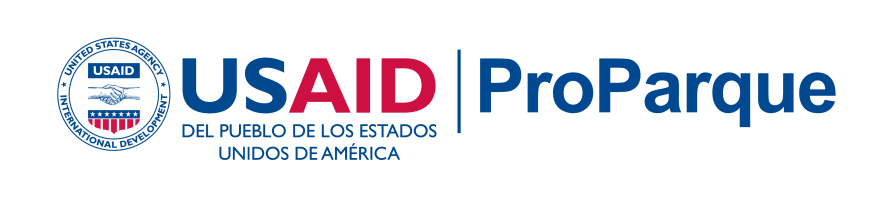 UNITED STATES AGENCY
USAID
INTERNATIONAL DEVELOPMENT
USAID
DEL PUEBLO DE LOS ESTADOS
UNIDOS DE AMÉRICA
ProParque